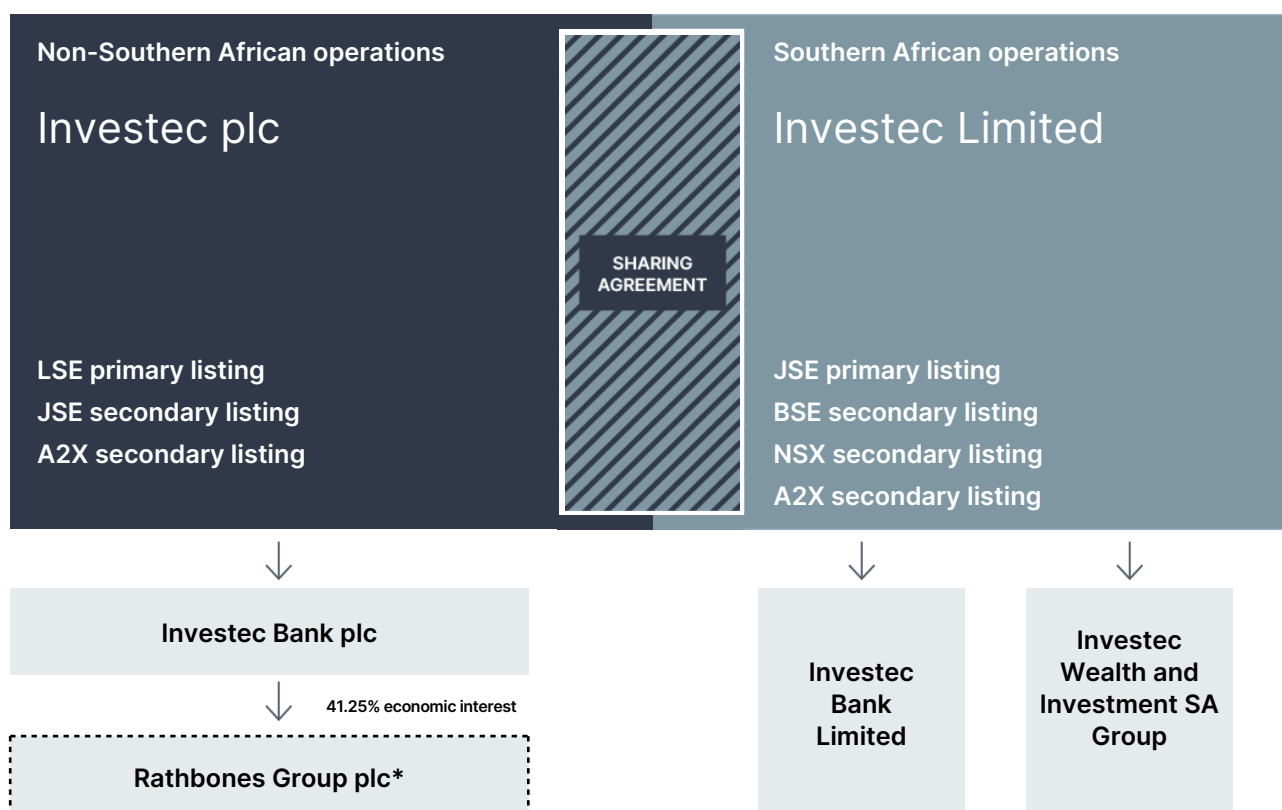 Non-Southern African operations
Investec plc
LSE primary listing
JSE secondary listing
A2X secondary listing
SHARING
AGREEMENT
Southern African operations
Investec Limited
JSE primary listing
BSE secondary listing
NSX secondary listing
A2X secondary listing
Investec Bank plc
41.25% economic interest
Rathbones Group plc*
Investec
Bank
Limited
Investec
Wealth and
Investment SA
Group